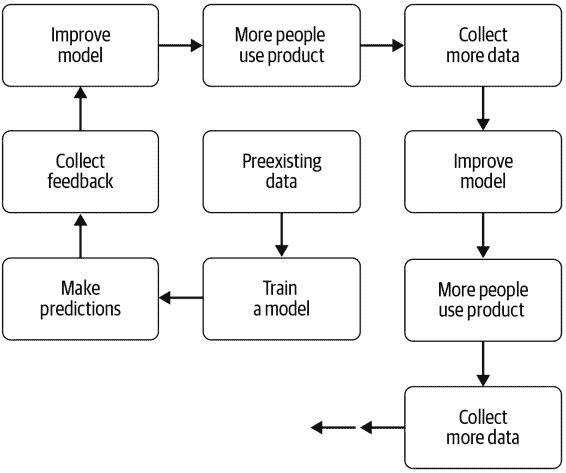 Improve
model
More people
use product
Collect
more data
Collect
feedback
Preexisting
data
Improve
model
Make
predictions
Train
a model
More people
use product
Collect
more data